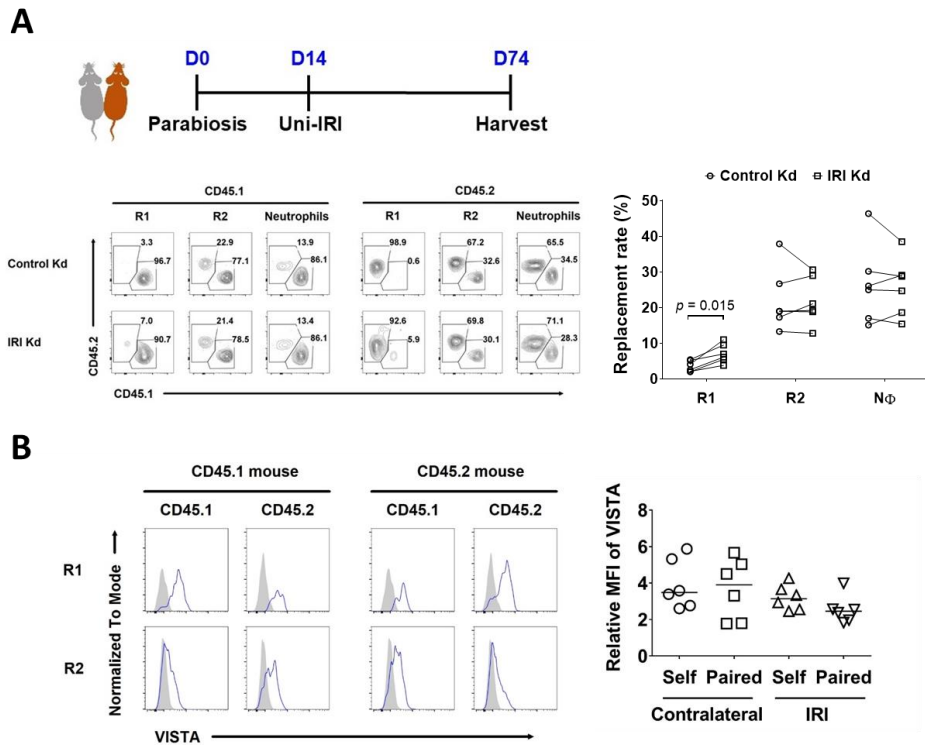 A
D0 D14 D74
Parabiosis Uni-IRI Harvest
CD45.1 CD45.2
R1 R2 Neutrophils R1 R2 Neutrophils
Control Kd
3.3 96.7 22.9 77.1 13.9 86.1 98.9 0.6 67.2 32.6 65.5 34.5
IRI Kd
7.0 90.7 21.4 78.5 13.4 86.1 92.6 5.9 69.8 30.1 71.1 28.3
CD45.2
CD45.1
Control Kd IRI Kd
Replacement rate (%)
50
40
30
20
10
0
p = 0.015
R1 R2 NΦ
B
CD45.1 mouse CD45.2 mouse
CD45.1 CD45.2 CD45.1 CD45.2
R1
R2
Normalized To Mode
VISTA
Relative MFI of VISTA
8
6
4
2
0
Self Paired Self Paired
Contralateral IRI